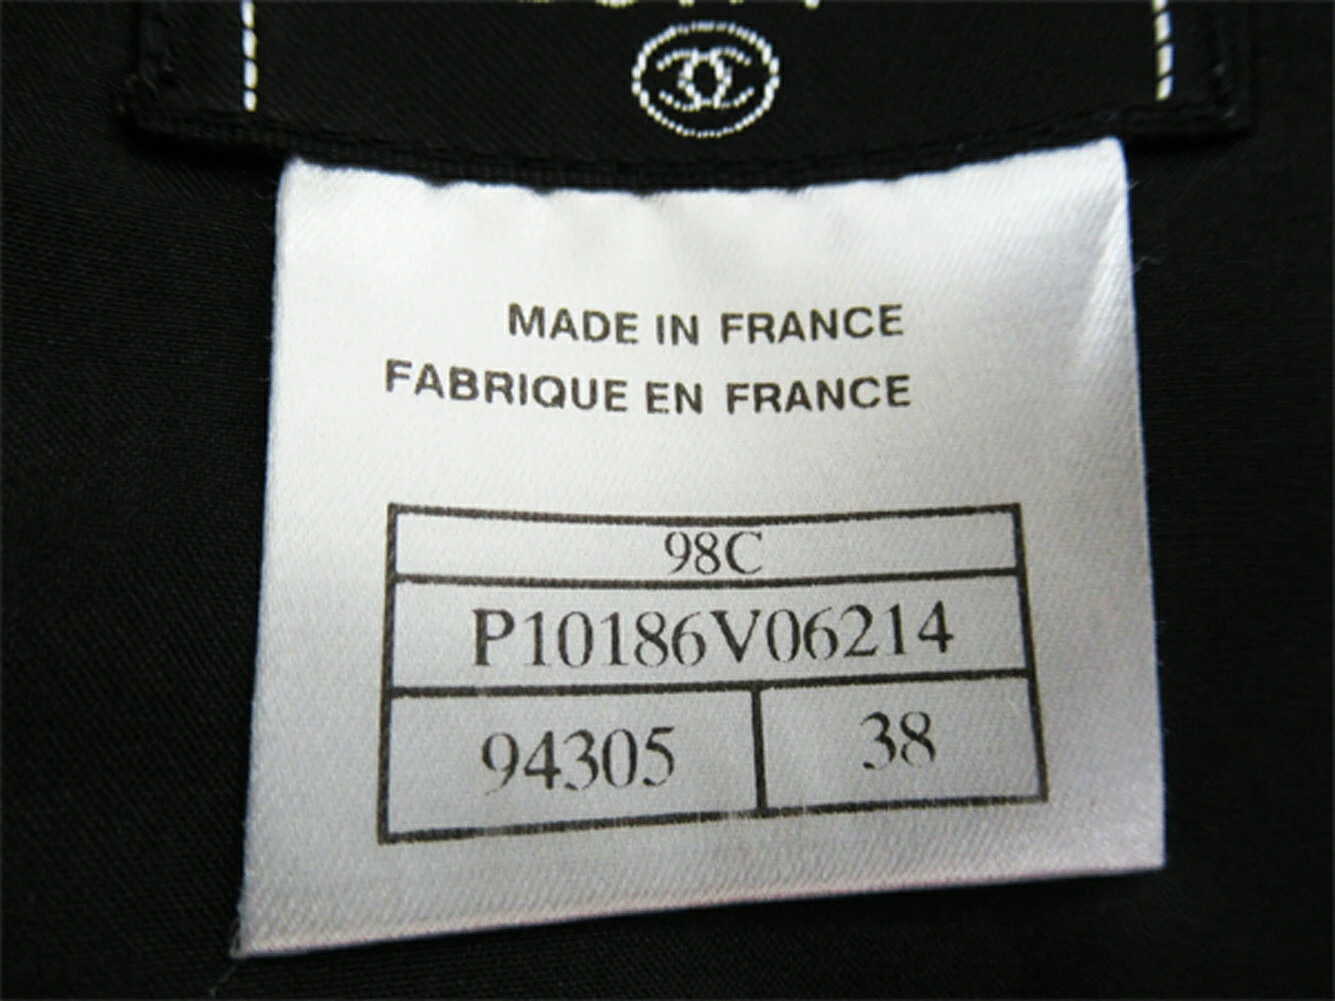 MADE IN FRANCE
FABRIQUE EN FRANCE
98C
P10186V06214
94305 38